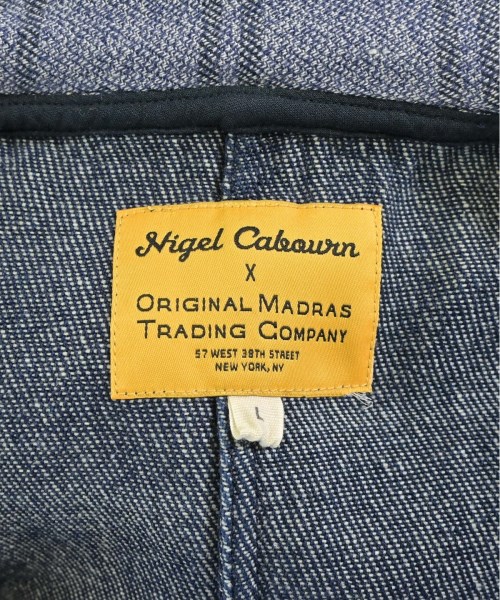 Nigel Cabourn
X
ORIGINAL MADRAS
TRADING COMPANY
57 WEST 38TH STREET
NEW YORK, NY
L